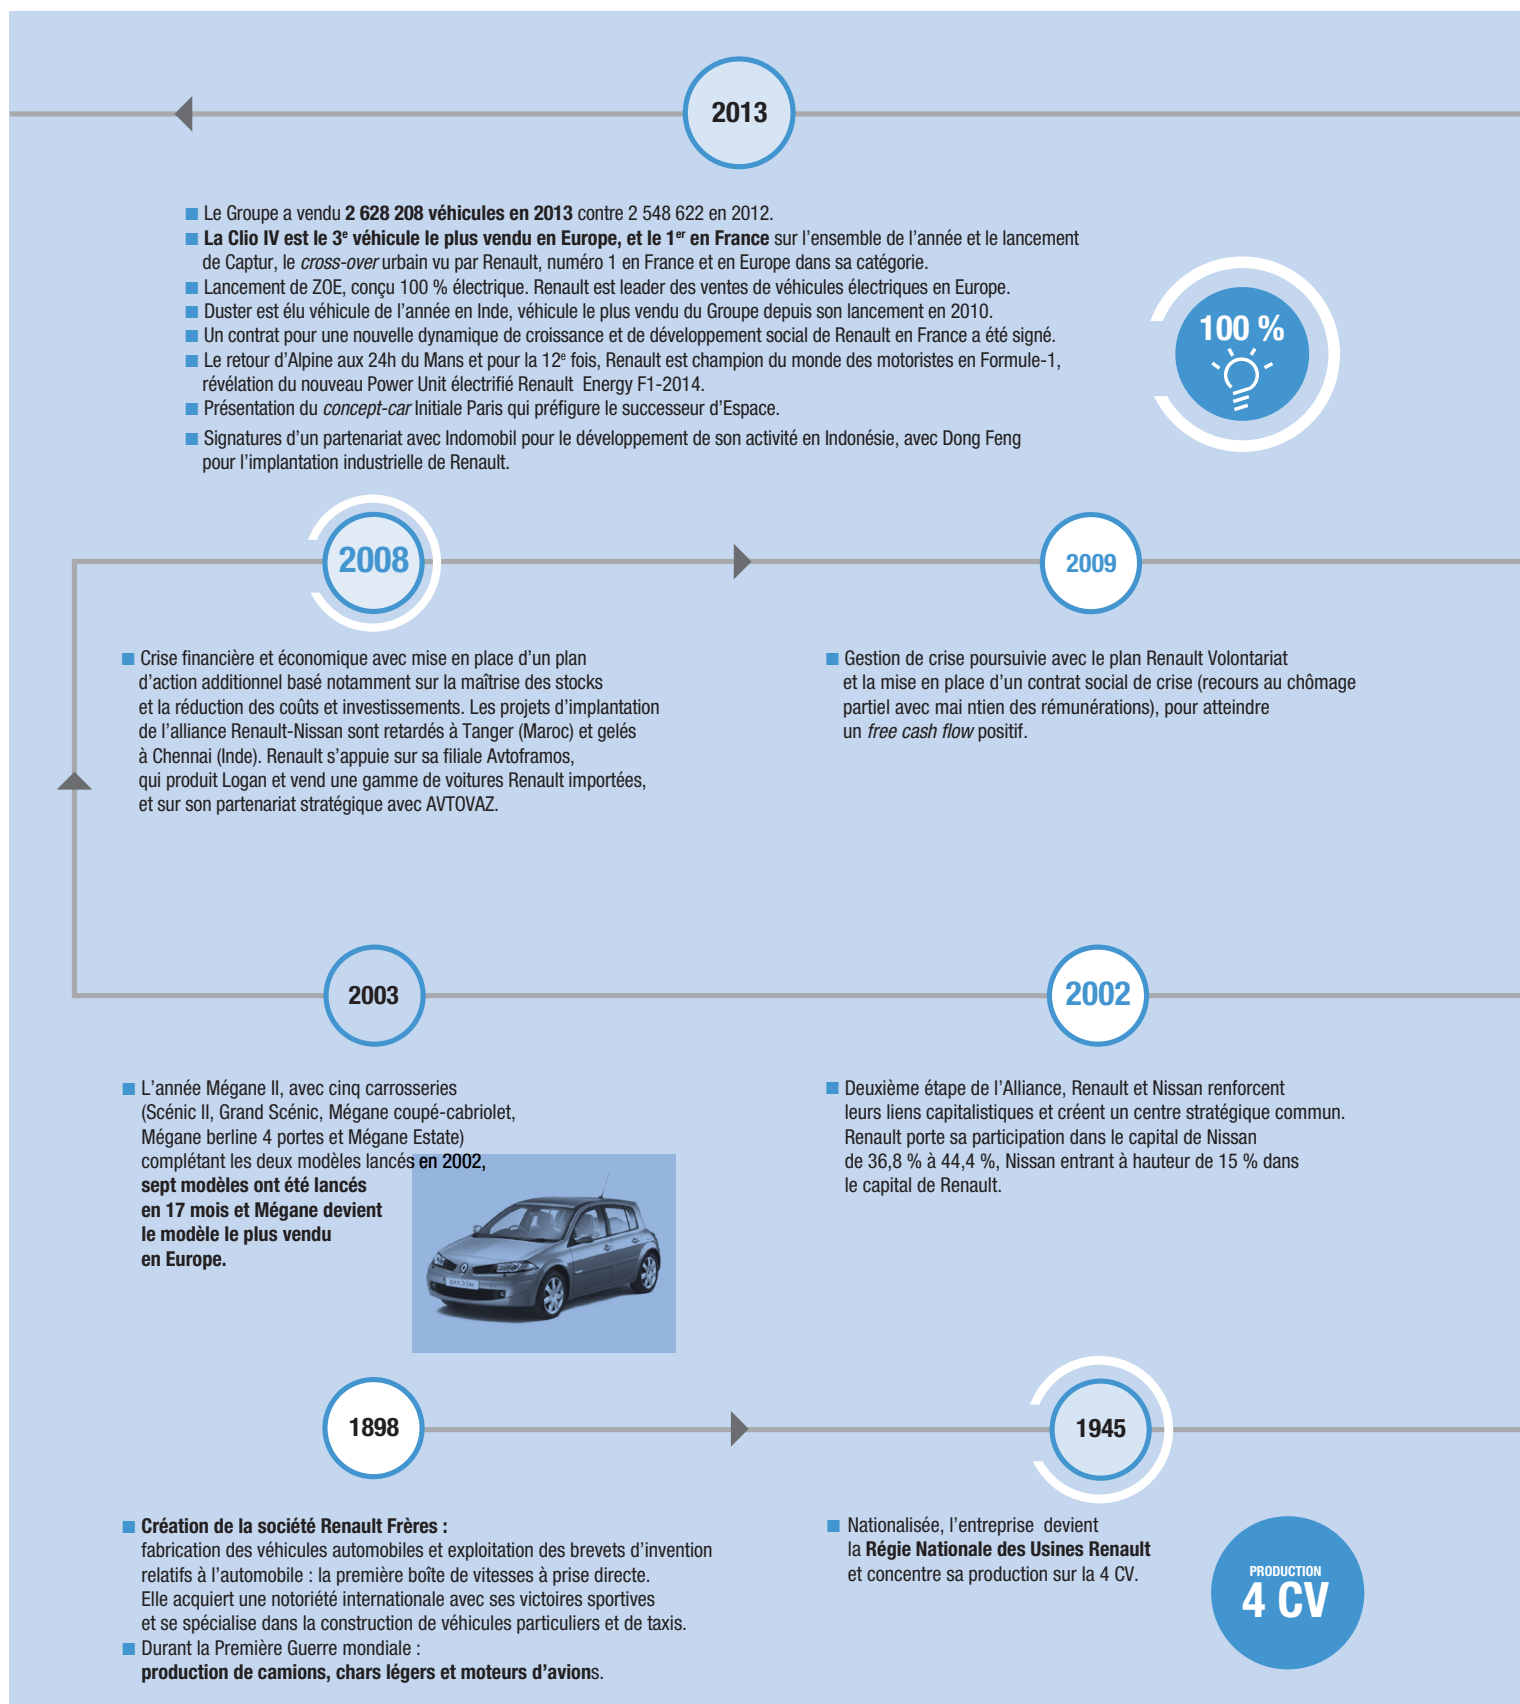 2013
■ Le Groupe a vendu 2 628 208 véhicules en 2013 contre 2 548 622 en 2012.
■ La Clio IV est le 3e véhicule le plus vendu en Europe, et le 1er en France sur l’ensemble de l’année et le lancement
de Captur, le cross-over urbain vu par Renault, numéro 1 en France et en Europe dans sa catégorie.
■ Lancement de ZOE, conçu 100 % électrique. Renault est leader des ventes de véhicules électriques en Europe.
■ Duster est élu véhicule de l’année en Inde, véhicule le plus vendu du Groupe depuis son lancement en 2010.
■ Un contrat pour une nouvelle dynamique de croissance et de développement social de Renault en France a été signé.
■ Le retour d’Alpine aux 24h du Mans et pour la 12e fois, Renault est champion du monde des motoristes en Formule-1,
révélation du nouveau Power Unit électrifié Renault Energy F1-2014.
■ Présentation du concept-car Initiale Paris qui préfigure le successeur d’Espace.
■ Signatures d’un partenariat avec Indomobil pour le développement de son activité en Indonésie, avec Dong Feng
pour l’implantation industrielle de Renault.
100 %
2008
■ Crise financière et économique avec mise en place d’un plan
d’action additionnel basé notamment sur la maîtrise des stocks
et la réduction des coûts et investissements. Les projets d’implantation
de l’alliance Renault-Nissan sont retardés à Tanger (Maroc) et gelés
à Chennai (Inde). Renault s’appuie sur sa filiale Avtoframos,
qui produit Logan et vend une gamme de voitures Renault importées,
et sur son partenariat stratégique avec AVTOVAZ.
2009
■ Gestion de crise poursuivie avec le plan Renault Volontariat
et la mise en place d’un contrat social de crise (recours au chômage
partiel avec mai ntien des rémunérations), pour atteindre
un free cash flow positif.
2003
■ L’année Mégane II, avec cinq carrosseries
(Scénic II, Grand Scénic, Mégane coupé-cabriolet,
Mégane berline 4 portes et Mégane Estate)
complétant les deux modèles lancés en 2002,
sept modèles ont été lancés
en 17 mois et Mégane devient
le modèle le plus vendu
en Europe.
2002
■ Deuxième étape de l’Alliance, Renault et Nissan renforcent
leurs liens capitalistiques et créent un centre stratégique commun.
Renault porte sa participation dans le capital de Nissan
de 36,8 % à 44,4 %, Nissan entrant à hauteur de 15 % dans
le capital de Renault.
1898
■ Création de la société Renault Frères :
fabrication des véhicules automobiles et exploitation des brevets d’invention
relatifs à l’automobile : la première boîte de vitesses à prise directe.
Elle acquiert une notoriété internationale avec ses victoires sportives
et se spécialise dans la construction de véhicules particuliers et de taxis.
■ Durant la Première Guerre mondiale :
production de camions, chars légers et moteurs d’avions.
1945
■ Nationalisée, l’entreprise devient
la Régie Nationale des Usines Renault
et concentre sa production sur la 4 CV.
PRODUCTION
4 CV